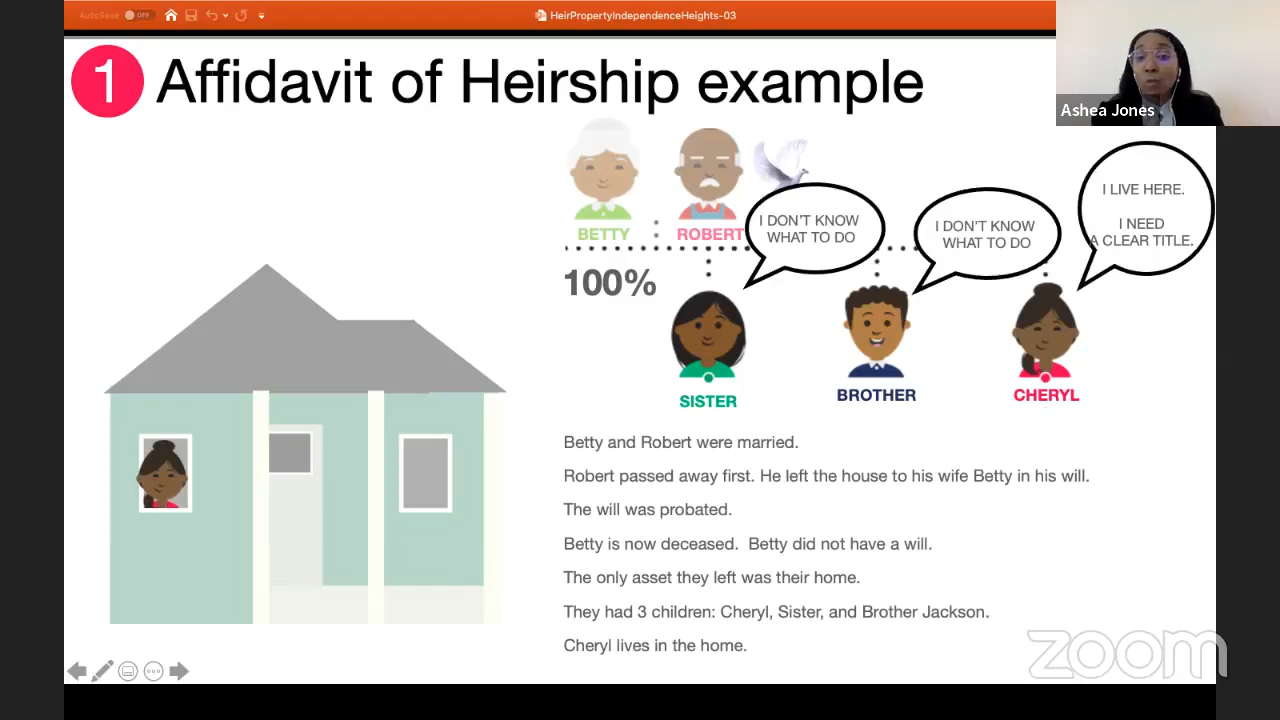 AutoSave OFF
HeirPropertyIndependenceHeights-03
1 Affidavit of Heirship example
Ashea Jones
I LIVE HERE.
I NEED
A CLEAR TITLE.
I DON'T KNOW
WHAT TO DO
I DON'T KNOW
WHAT TO DO
BETTY
ROBERT
100%
SISTER
BROTHER
CHERYL
Betty and Robert were married.
Robert passed away first. He left the house to his wife Betty in his will.
The will was probated.
Betty is now deceased. Betty did not have a will.
The only asset they left was their home.
They had 3 children: Cheryl, Sister, and Brother Jackson.
Cheryl lives in the home.
zoom